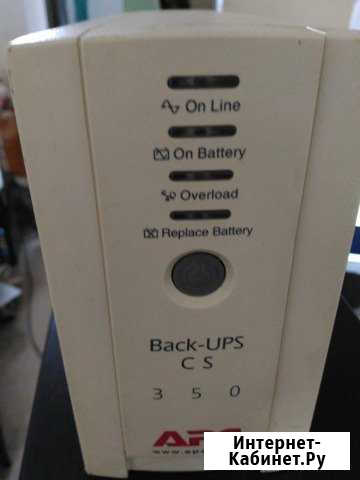 On Line
On Battery
Overload
Replace Battery
Back-UPS
CS
350
APC
Интернет-
Кабинет.Ру